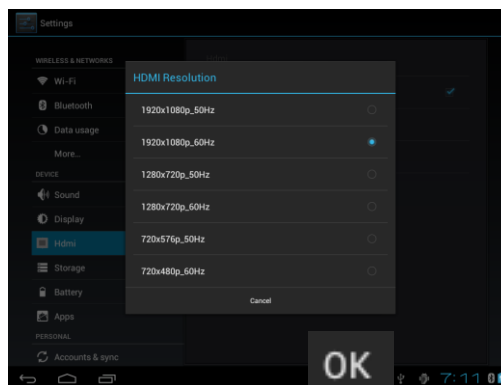 Settings
WIRELESS & NETWORKS
Wi-Fi
Bluetooth
Data usage
More...
DEVICE
Sound
Display
Hdmi
Storage
Battery
Apps
PERSONAL
Accounts & sync
HDMI Resolution
1920x1080p_50Hz
1920x1080p_60Hz
1280x720p_50Hz
1280x720p_60Hz
720x576p_50Hz
720x480p_60Hz
Cancel
OK
7:11